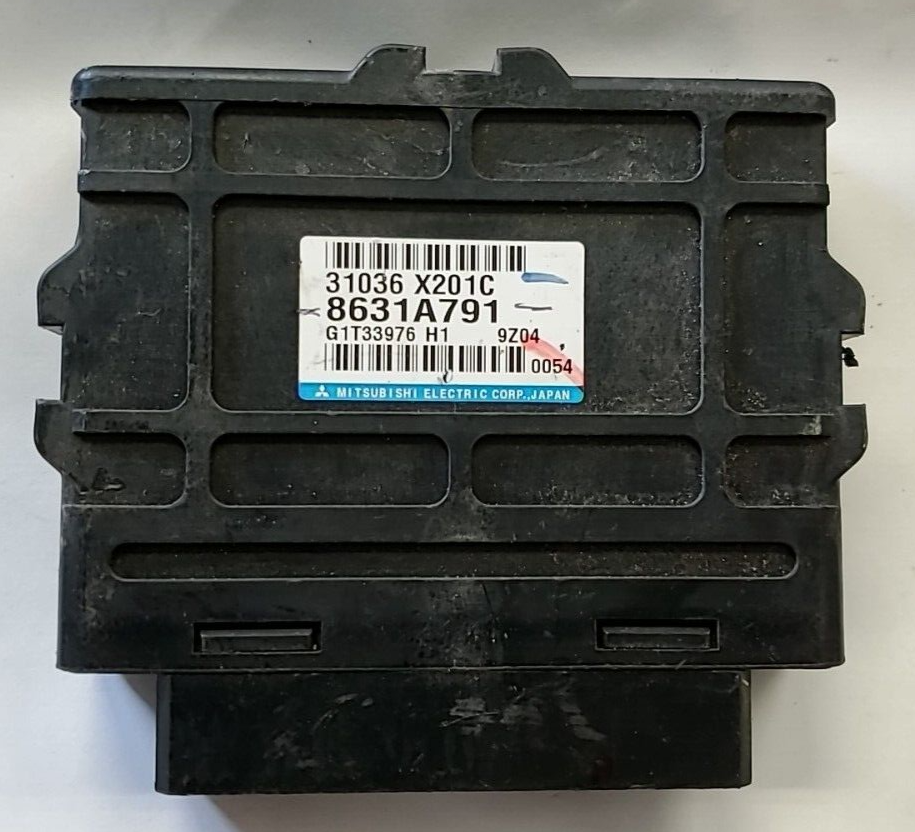 31036 X201C
8631A791
G1T33976 H1 9Z04
0054
MITSUBISHI ELECTRIC CORP.,JAPAN